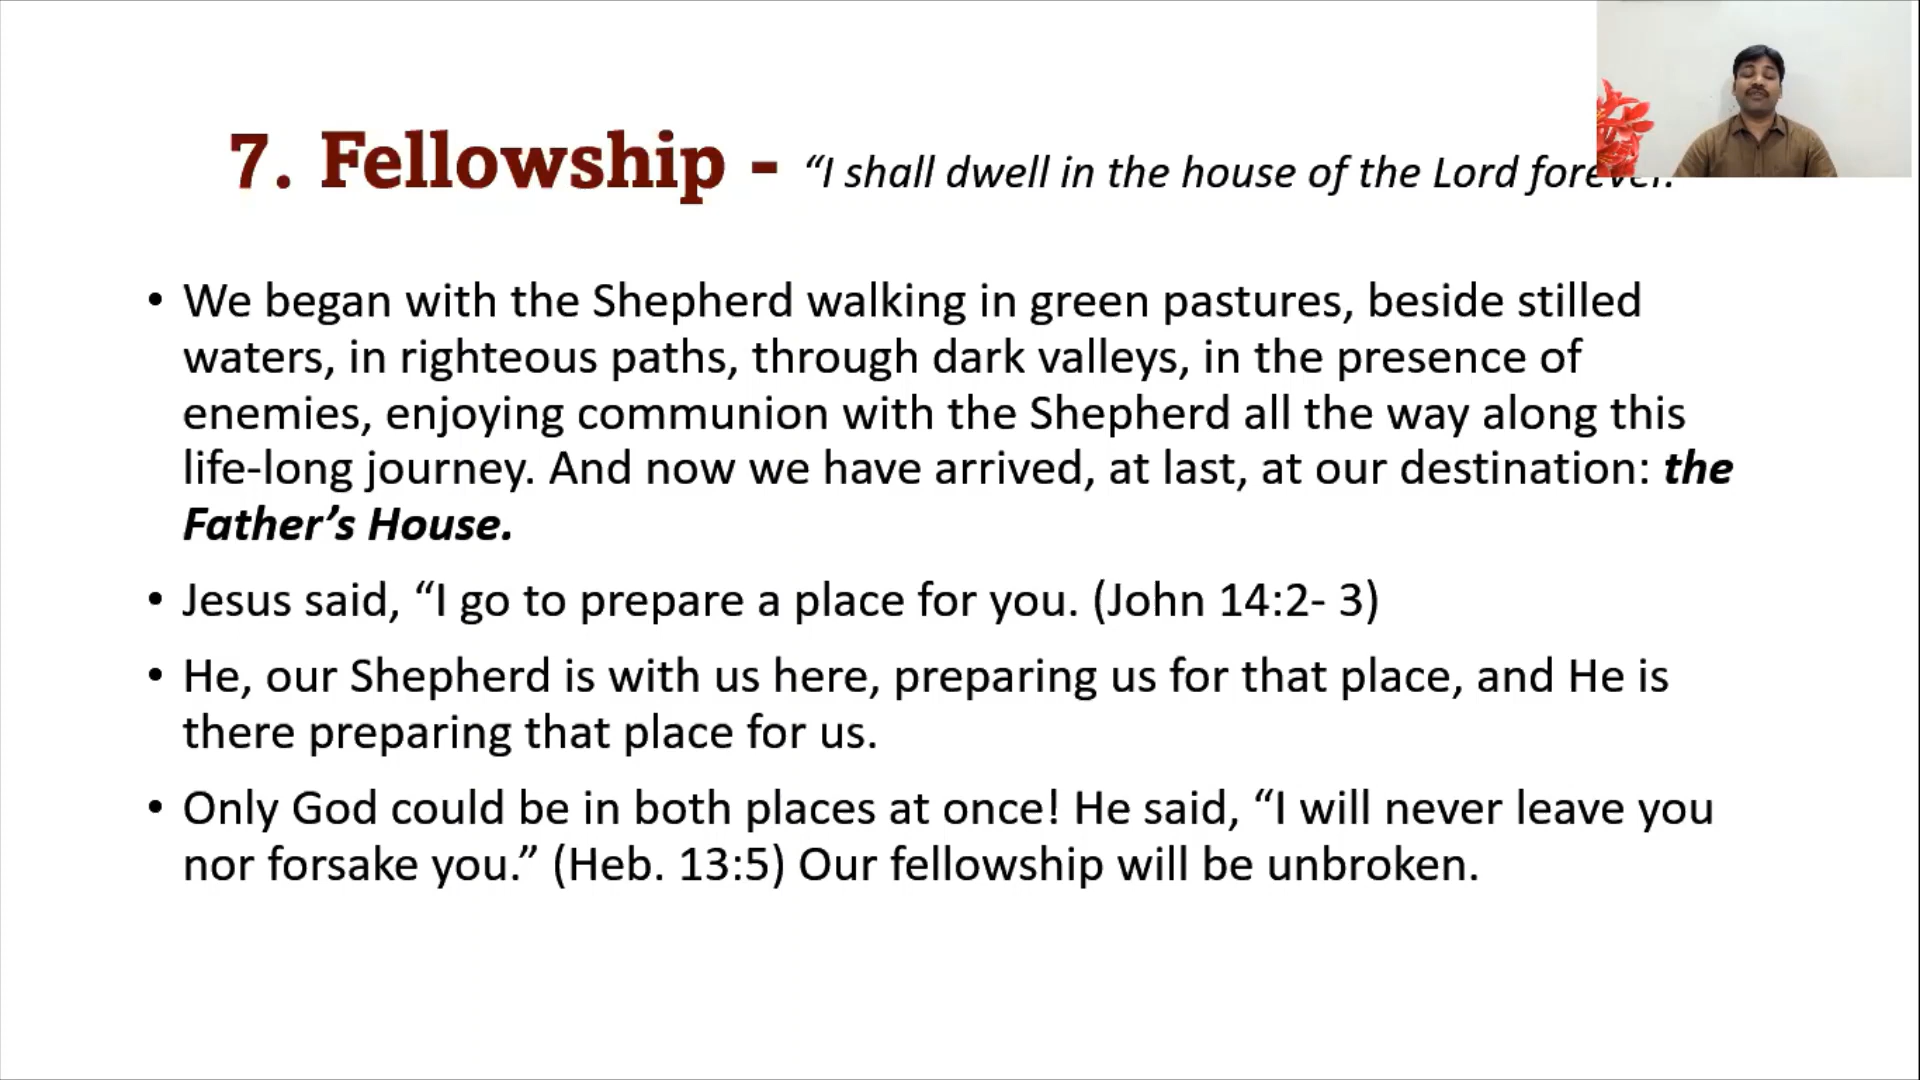 7. Fellowship - “I shall dwell in the house of the Lord forever.
• We began with the Shepherd walking in green pastures, beside stilled
waters, in righteous paths, through dark valleys, in the presence of
enemies, enjoying communion with the Shepherd all the way along this
life-long journey. And now we have arrived, at last, at our destination: the
Father’s House.
• Jesus said, “I go to prepare a place for you. (John 14:2- 3)
• He, our Shepherd is with us here, preparing us for that place, and He is
there preparing that place for us.
• Only God could be in both places at once! He said, “I will never leave you
nor forsake you.” (Heb. 13:5) Our fellowship will be unbroken.